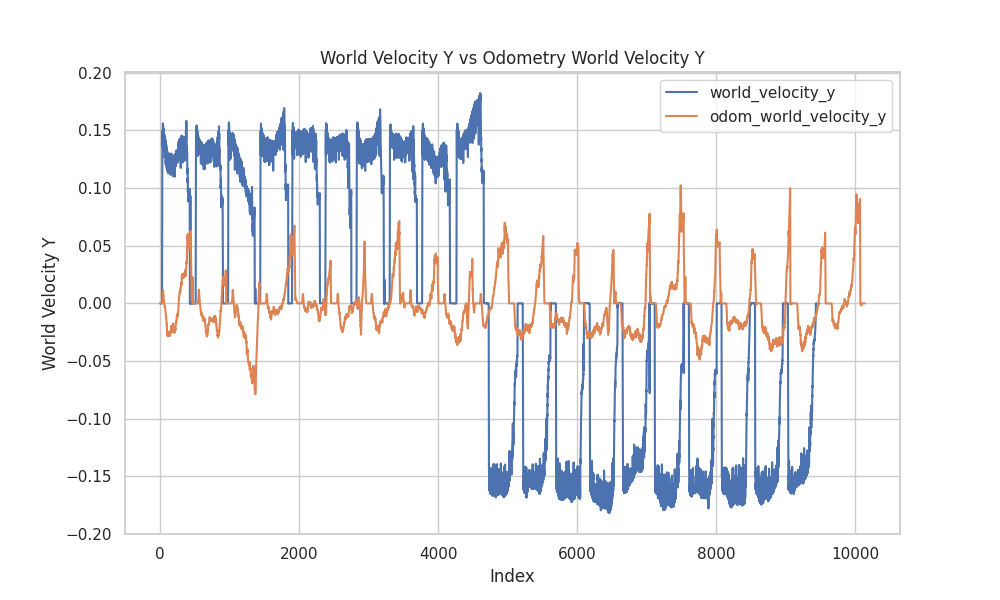 World Velocity Y vs Odometry World Velocity Y
world_velocity_y
odom_world_velocity_y
World Velocity Y
0.20
0.15
0.10
0.05
0.00
−0.05
−0.10
−0.15
−0.20
0 2000 4000 6000 8000 10000
Index